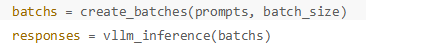 batchs = create_batches(prompts, batch_size)
responses = vllm_inference(batchs)